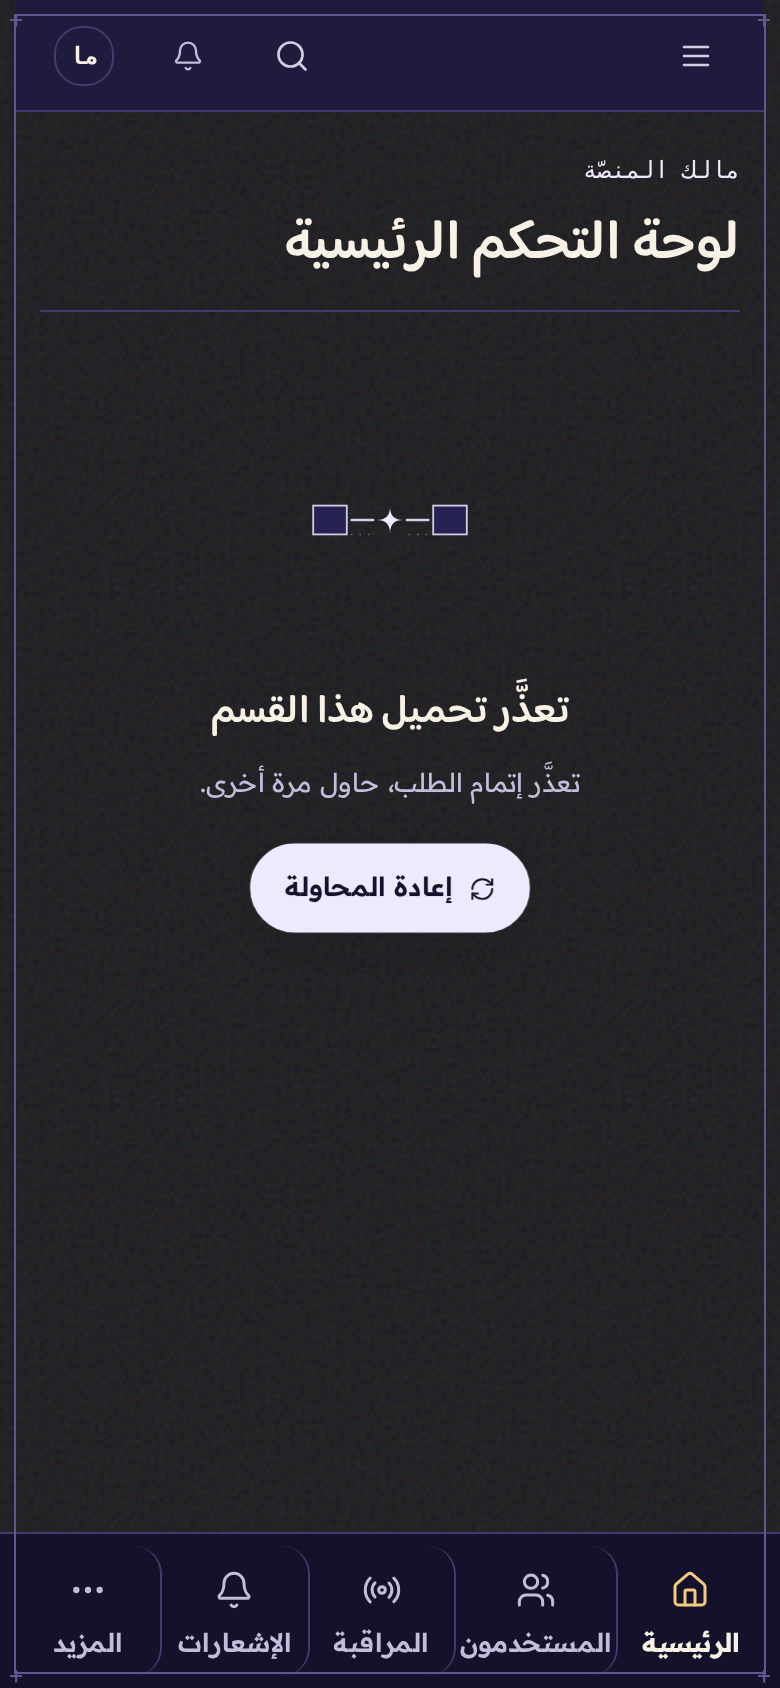 ما
مالك المنصّة
لوحة التحكم الرئيسية
تعذَّر تحميل هذا القسم
تعذَّر إتمام الطلب، حاول مرة أخرى.
إعادة المحاولة
الرئيسية
المستخدمون
المراقبة
الإشعارات
المزيد